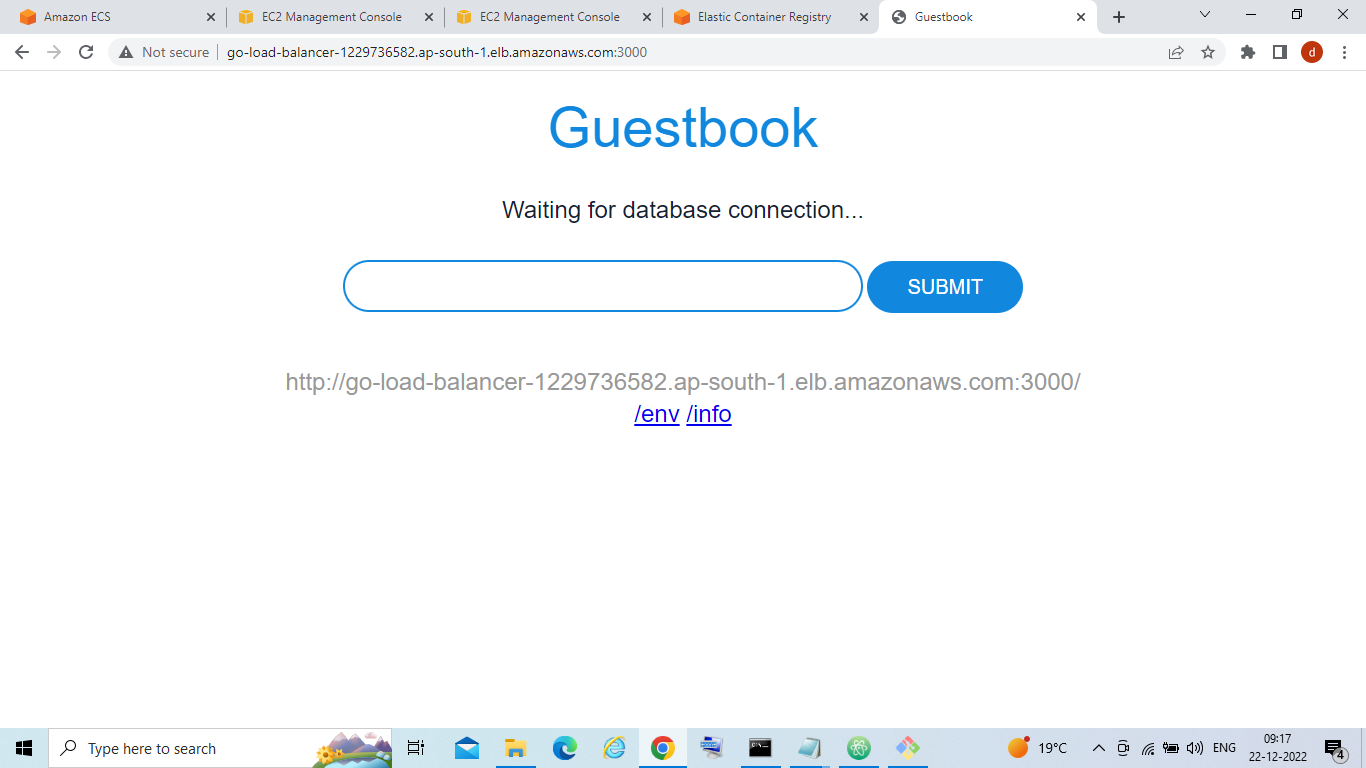 Amazon ECS
EC2 Management Console
EC2 Management Console
Elastic Container Registry
Guestbook
Not secure
go-load-balancer-1229736582.ap-south-1.elb.amazonaws.com:3000
d
Guestbook
Waiting for database connection...
SUBMIT
http://go-load-balancer-1229736582.ap-south-1.elb.amazonaws.com:3000/
/env /info
Type here to search
19°C
ENG
09:17
22-12-2022
4